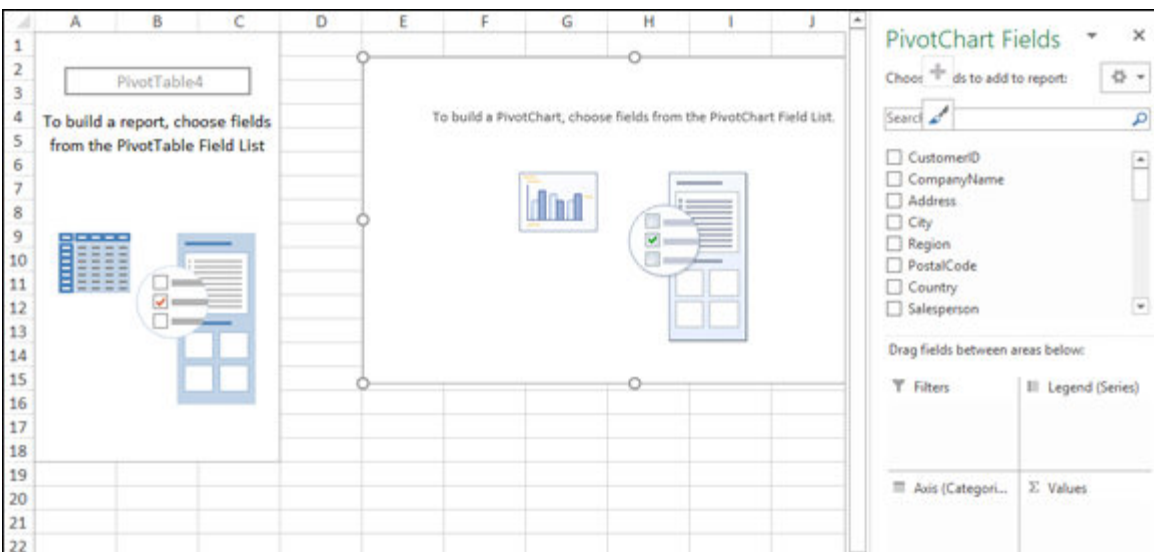 A B C D E F G H I J
1
2
3
4
5
6
7
8
9
10
11
12
13
14
15
16
17
18
19
20
21
22
PivotTable4
To build a report, choose fields
from the PivotTable Field List
To build a PivotChart, choose fields from the PivotChart Field List.
PivotChart Fields
Choos ds to add to report:
Search
CustomerID
CompanyName
Address
City
Region
PostalCode
Country
Salesperson
Drag fields between areas below:
Filters
Legend (Series)
Axis (Categori...
Σ Values